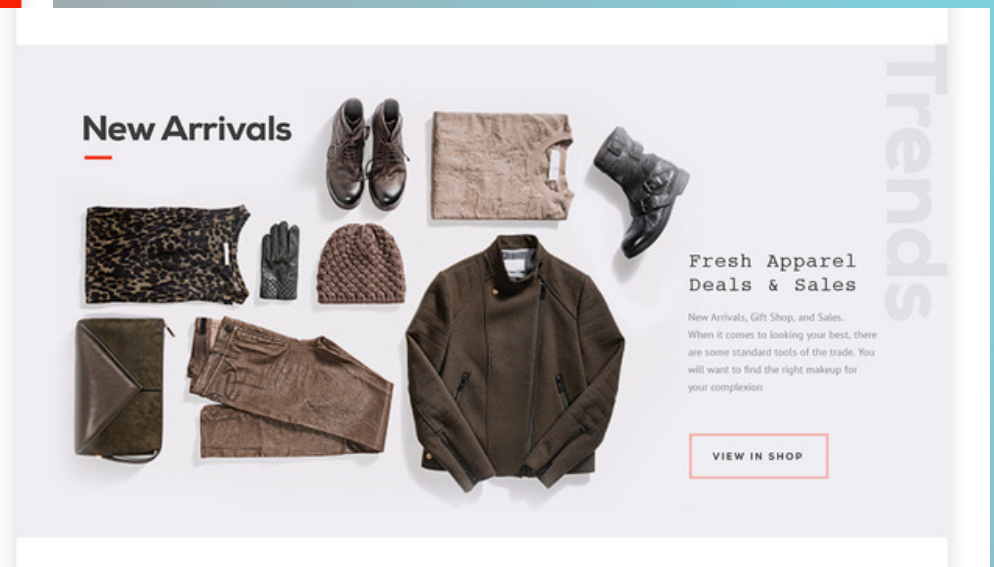 New Arrivals
Trends
Fresh Apparel
Deals & Sales
New Arrivals, Gift Shop, and Sales.
When it comes to looking your best, there
are some standard tools of the trade. You
will want to find the right makeup for
your complexion
VIEW IN SHOP